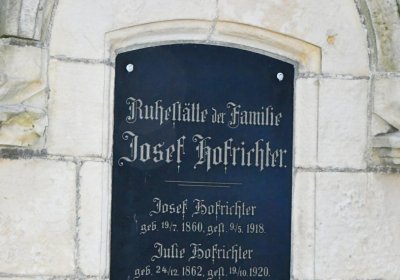 Ruhestätte der Familie
Josef Hofrichter.
Josef Hofrichter
geb. 19/7. 1860, gest. 9/5. 1918.
Julie Hofrichter
geb. 24/12. 1862, gest. 19/10. 1920.